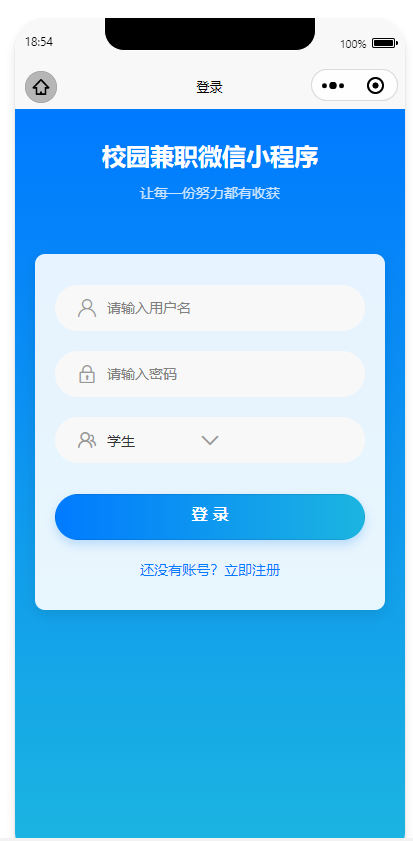 18:54
100%
登录
校园兼职微信小程序
让每一份努力都有收获
请输入用户名
请输入密码
学生
登 录
还没有账号？立即注册